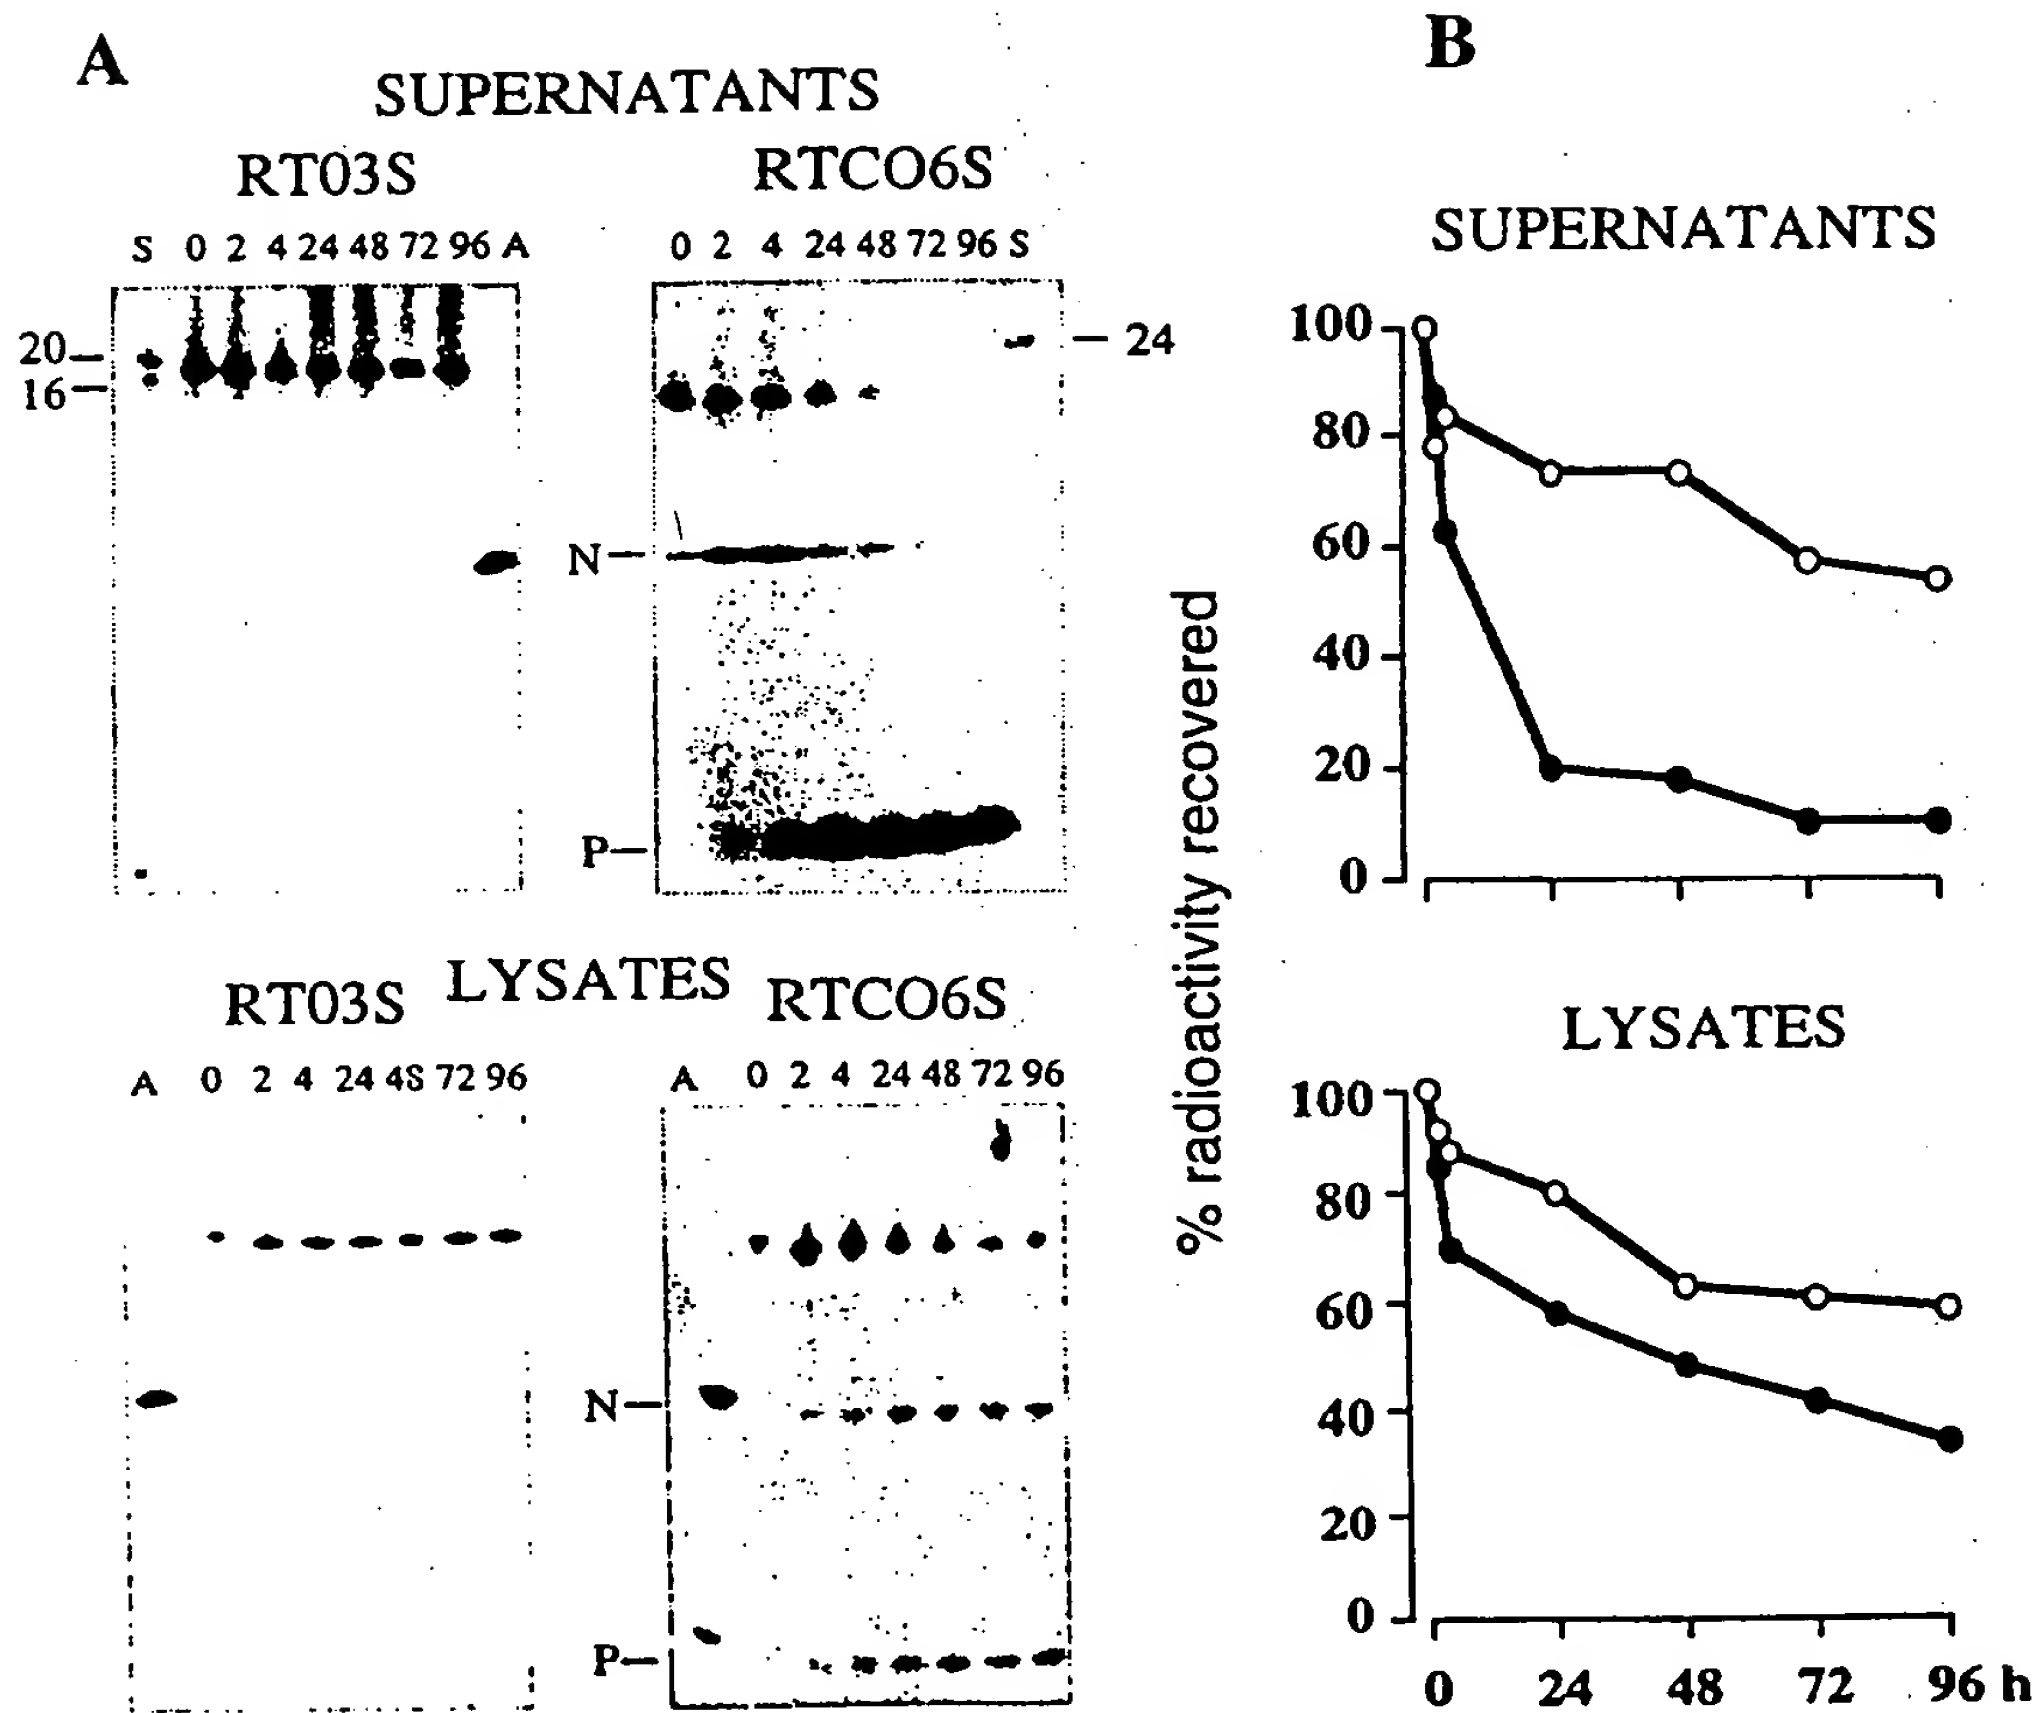 A
SUPERNATANTS
RT03S
RTCO6S
S 0 2 4 24 48 72 96 A
0 2 4 24 48 72 96 S
20
16
24
N
P
LYSATES
RT03S
RTCO6S
A 0 2 4 24 48 72 96
A 0 2 4 24 48 72 96
N
P
B
% radioactivity recovered
SUPERNATANTS
100
80
60
40
20
0
LYSATES
100
80
60
40
20
0
0 24 48 72 96 h